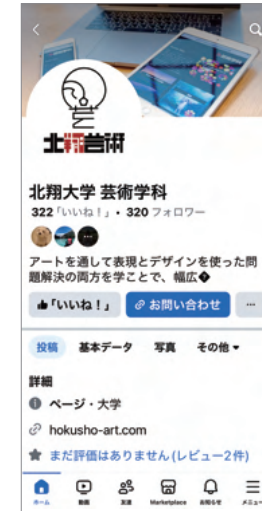 北翔芸術
北翔大学 芸術学科
322「いいね！」・320 フォロワー
アートを通して表現とデザインを使った問
題解決の両方を学ことで、幅広�
「いいね！」 お問い合わせ ...
投稿 基本データ 写真 その他
詳細
ページ・大学
hokusho-art.com
まだ評価はありません(レビュー2件)
ホーム 動画 友達 Marketplace お知らせ メニュー